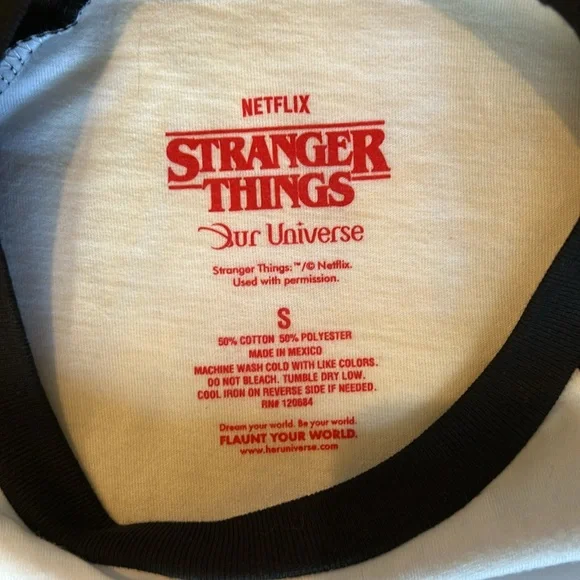 NETFLIX
STRANGER
THINGS
Our Universe
Stranger Things:™/© Netflix.
Used with permission.
S
50% COTTON 50% POLYESTER
MADE IN MEXICO
MACHINE WASH COLD WITH LIKE COLORS.
DO NOT BLEACH. TUMBLE DRY LOW.
COOL IRON ON REVERSE SIDE IF NEEDED.
RN# 120684
Dream your world. Be your world.
FLAUNT YOUR WORLD.
www.heruniverse.com